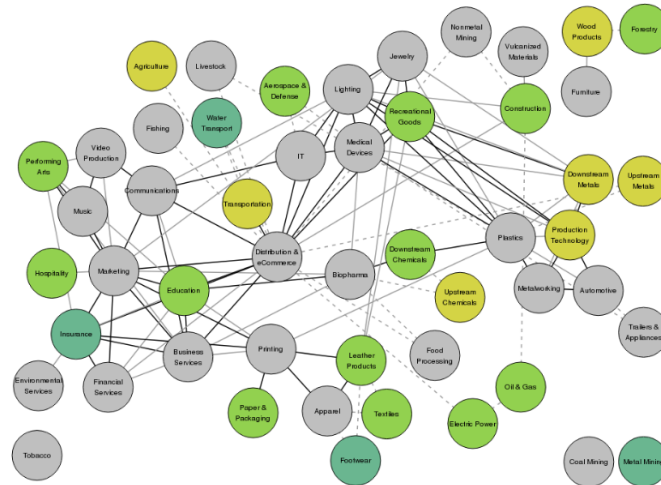 Jewelry
Nonmetal
Mining
Vulcanized
Materials
Wood
Products
Forestry
Agriculture
Livestock
Aerospace &
Defense
Lighting
Recreational
Goods
Construction
Furniture
Fishing
Water
Transport
IT
Medical
Devices
Video
Production
Performing
Arts
Communications
Transportation
Downstream
Metals
Upstream
Metals
Music
Plastics
Production
Technology
Hospitality
Marketing
Education
Distribution &
eCommerce
Biopharma
Downstream
Chemicals
Upstream
Chemicals
Metalworking
Automotive
Insurance
Business
Services
Printing
Leather
Products
Food
Processing
Trailers &
Appliances
Environmental
Services
Financial
Services
Paper &
Packaging
Apparel
Textiles
Electric Power
Oil & Gas
Tobacco
Footwear
Coal Mining
Metal Mining